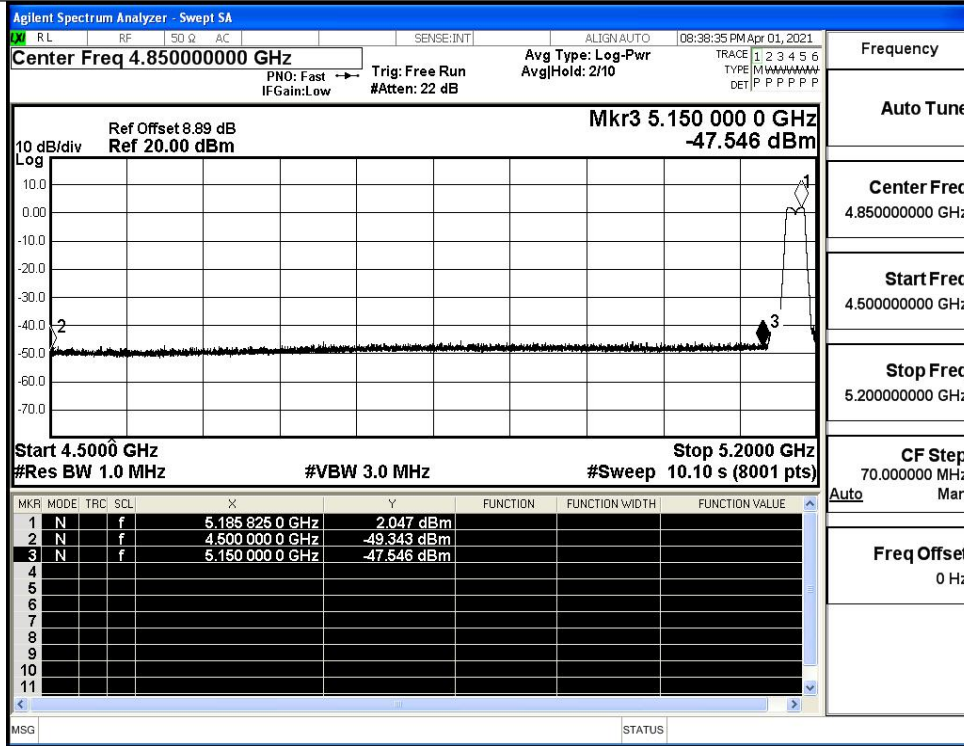 Agilent Spectrum Analyzer - Swept SA
LXI RL RF 50 Ω AC SENSE:INT ALIGN AUTO 08:38:35 PM Apr 01, 2021
Center Freq 4.850000000 GHz
PNO: Fast
IFGain:Low
Trig: Free Run
#Atten: 22 dB
Avg Type: Log-Pwr
Avg|Hold: 2/10
TRACE 1 2 3 4 5 6
TYPE M W W W W W
DET P P P P P P
Ref Offset 8.89 dB
10 dB/div Ref 20.00 dBm
Log
Mkr3 5.150 000 0 GHz
-47.546 dBm
10.0
0.00
-10.0
-20.0
-30.0
-40.0
-50.0
-60.0
-70.0
1
2
3
Start 4.5000 GHz Stop 5.2000 GHz
#Res BW 1.0 MHz #VBW 3.0 MHz #Sweep 10.10 s (8001 pts)
MKR MODE TRC SCL X Y FUNCTION FUNCTION WIDTH FUNCTION VALUE
1 N f 5.185 825 0 GHz 2.047 dBm
2 N f 4.500 000 0 GHz -49.343 dBm
3 N f 5.150 000 0 GHz -47.546 dBm
4
5
6
7
8
9
10
11
MSG STATUS
Frequency
Auto Tune
Center Freq
4.850000000 GHz
Start Freq
4.500000000 GHz
Stop Freq
5.200000000 GHz
CF Step
70.000000 MHz
Auto Man
Freq Offset
0 Hz